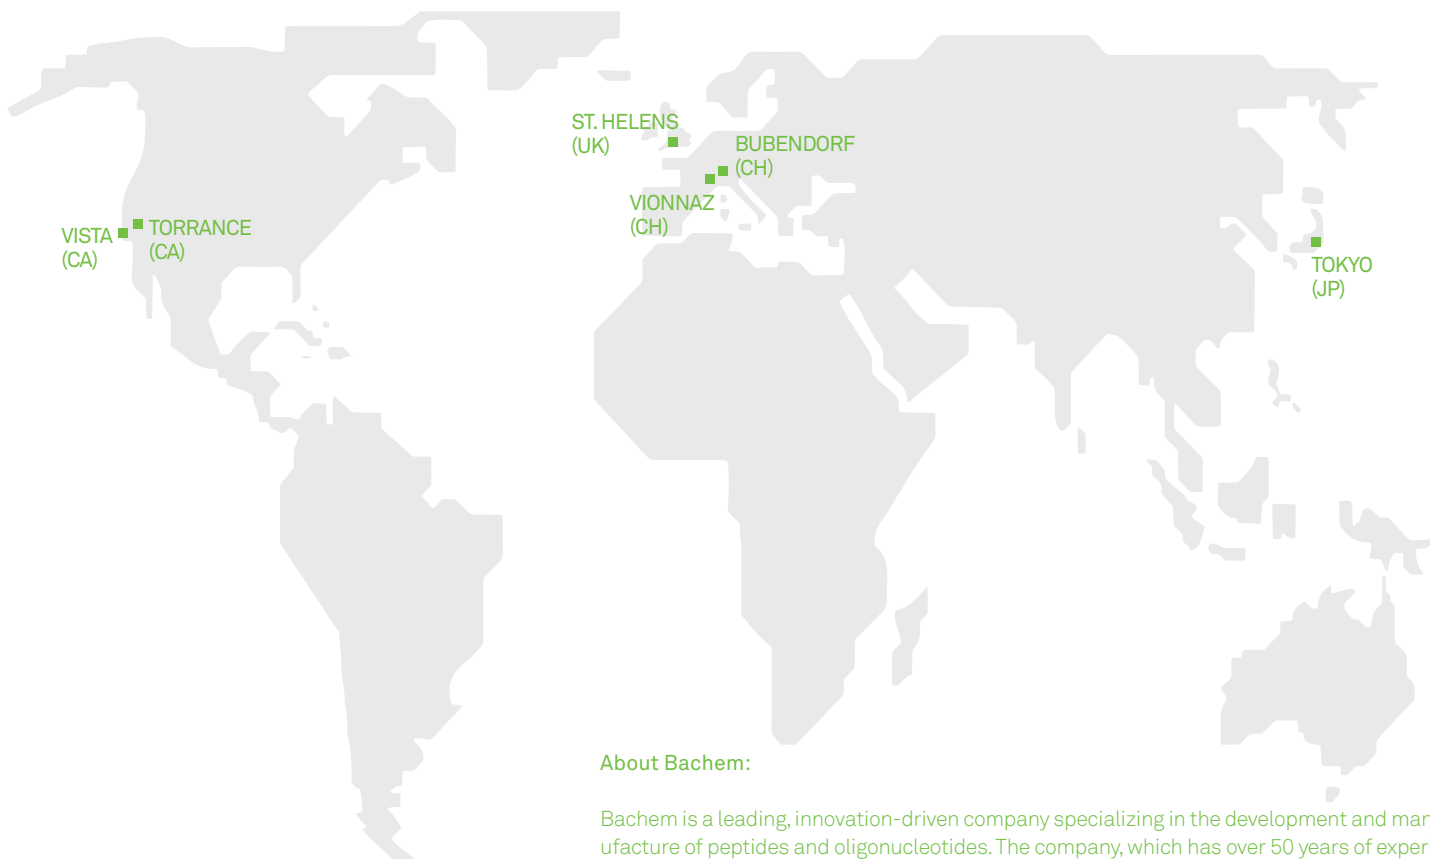 ST. HELENS
(UK)
BUBENDORF
(CH)
VIONNAZ
(CH)
VISTA
(CA)
TORRANCE
(CA)
TOKYO
(JP)
About Bachem:
Bachem is a leading, innovation-driven company specializing in the development and man
ufacture of peptides and oligonucleotides. The company, which has over 50 years of exper